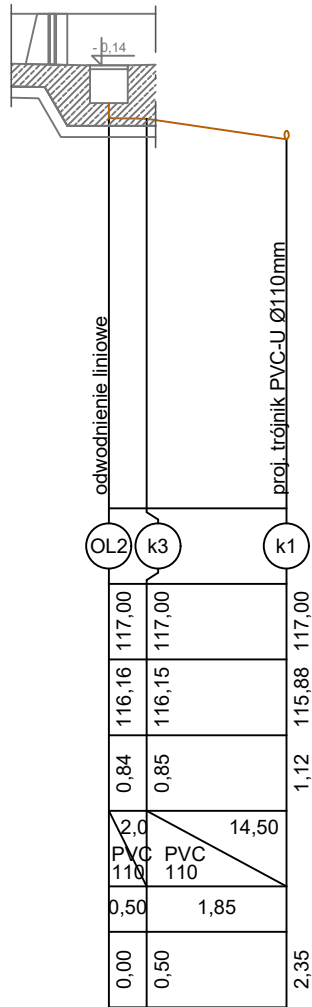 - 0,14
odwodnienie liniowe
proj. trójnik PVC-U Ø110mm
OL2 k3 k1
117,00 117,00 117,00
116,16 116,15 115,88
0,84 0,85 1,12
2,0 14,50
PVC PVC
110 110
0,50 1,85
0,00 0,50 2,35